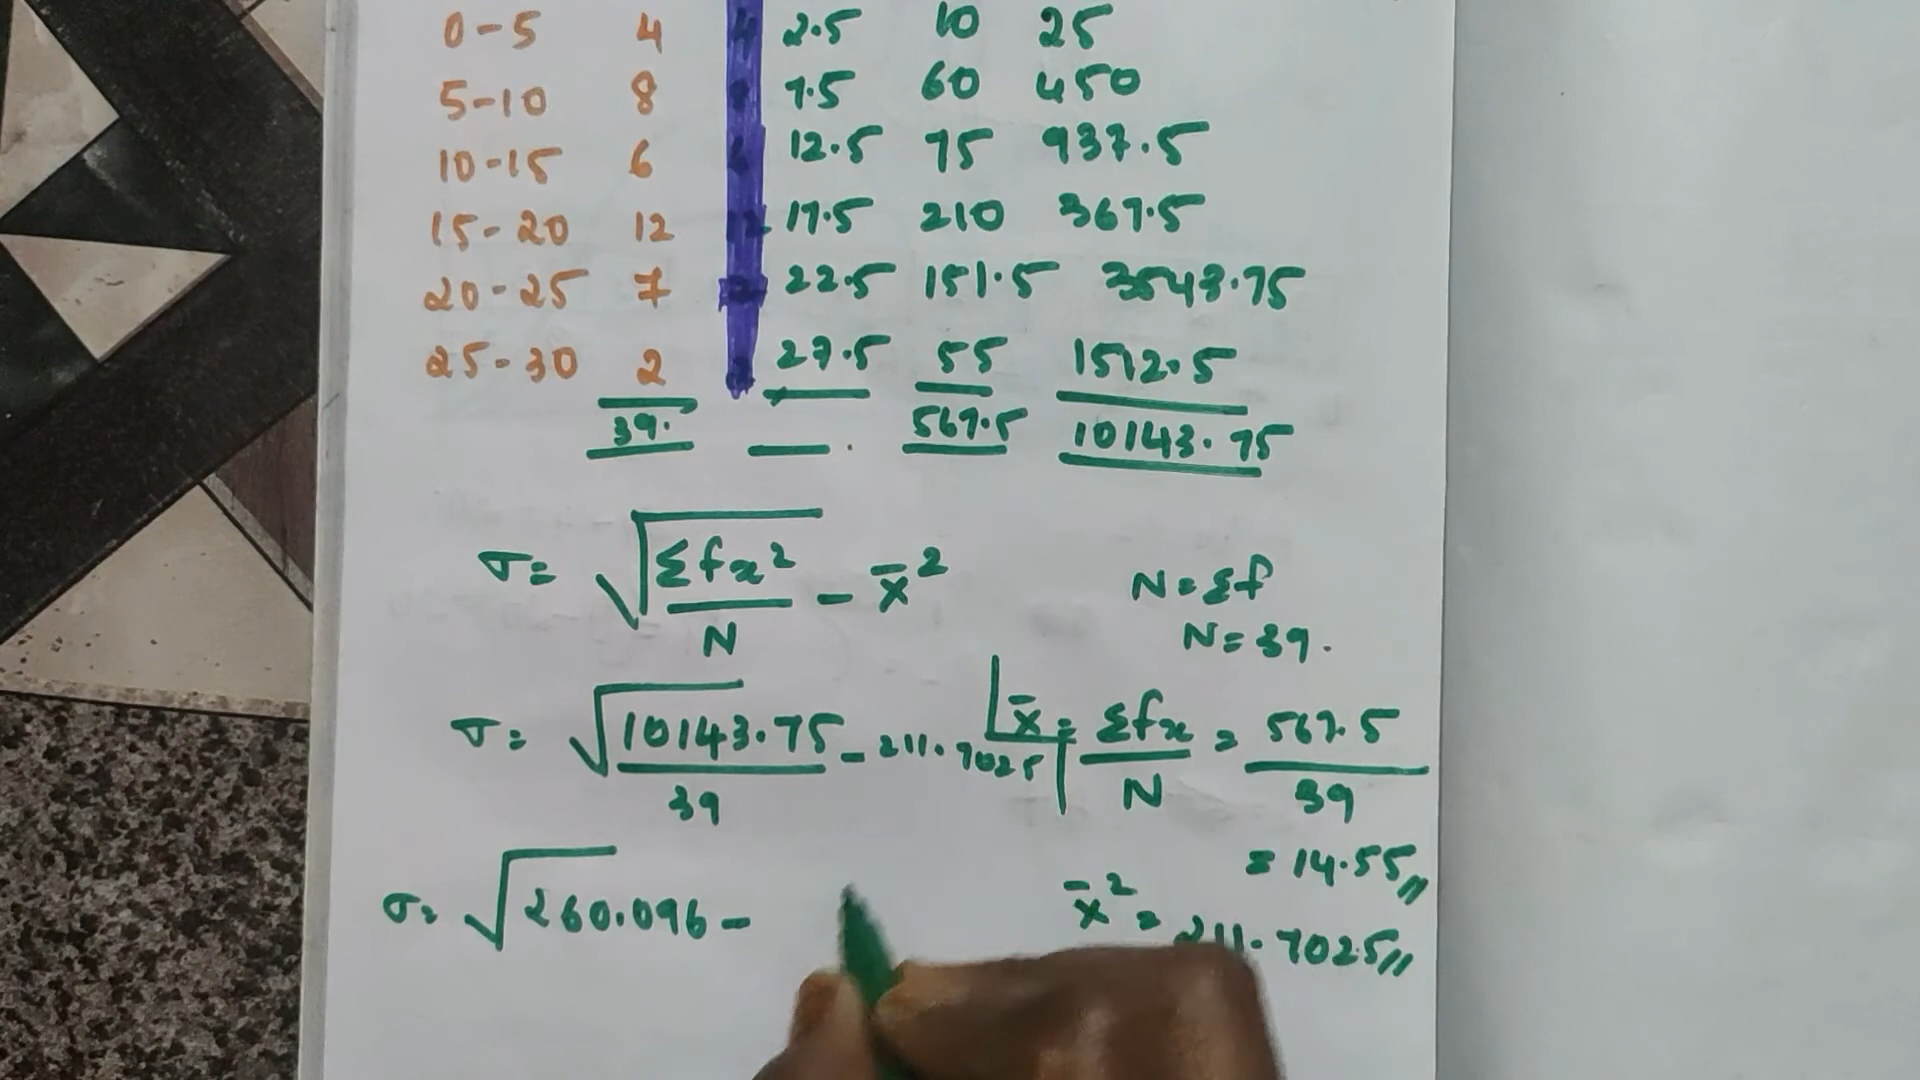 0-5 4 4 2.5 10 25
5-10 8 7.5 60 450
10-15 6 6 12.5 75 937.5
15-20 12 12 17.5 210 367.5
20-25 7 22.5 151.5 3543.75
25-30 2 27.5 55 1512.5
39. — . 567.5 10143.75
σ = √Σfx²/N - x̄² N = Σf
N = 39.
σ = √10143.75/39 - 211.7025 x̄ = Σfx/N = 567.5/39
= 14.55//
σ = √260.096 - x̄² = 211.7025//